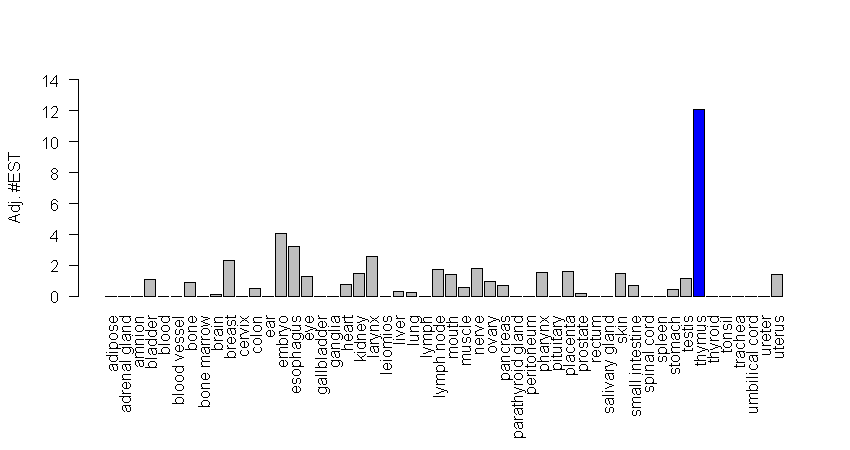 14
12
10
8
6
4
2
0
Adj. #EST
adipose
adrenal gland
amnion
bladder
blood
blood vessel
bone
bone marrow
brain
breast
cervix
colon
ear
embryo
esophagus
eye
gallbladder
ganglia
heart
kidney
larynx
leiomios
liver
lung
lymph
lymph node
mouth
muscle
nerve
ovary
pancreas
parathyroid gland
peritoneum
pharynx
pituitary
placenta
prostate
rectum
salivary gland
skin
small intestine
spinal cord
spleen
stomach
testis
thymus
thyroid
tonsil
trachea
umbilical cord
ureter
uterus